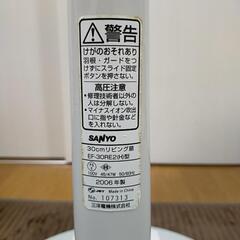 警告
けがのおそれあり
羽根・ガードをつけ
ずにスライド固定
ボタンを押さない。
高圧注意
・修理技術者以外の
人は分解しない。
・マイナスイオン吹出
口に指や針金など
を入れない。
SANYO
30cmリビング扇
EF-30RE2(H)型
100V 45/47W 50/60Hz
2006年製
JET Made in China
No. 107313
三洋電機株式会社